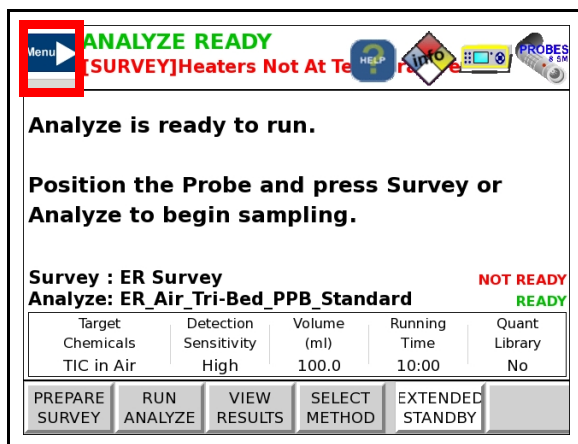 Menu
ANALYZE READY
[SURVEY]Heaters Not At Te
HELP
info
PROBES
& SM
Analyze is ready to run.
Position the Probe and press Survey or
Analyze to begin sampling.
Survey : ER Survey
NOT READY
Analyze: ER_Air_Tri-Bed_PPB_Standard
READY
Target Detection Volume Running Quant
Chemicals Sensitivity (ml) Time Library
TIC in Air High 100.0 10:00 No
PREPARE RUN VIEW SELECT EXTENDED
SURVEY ANALYZE RESULTS METHOD STANDBY